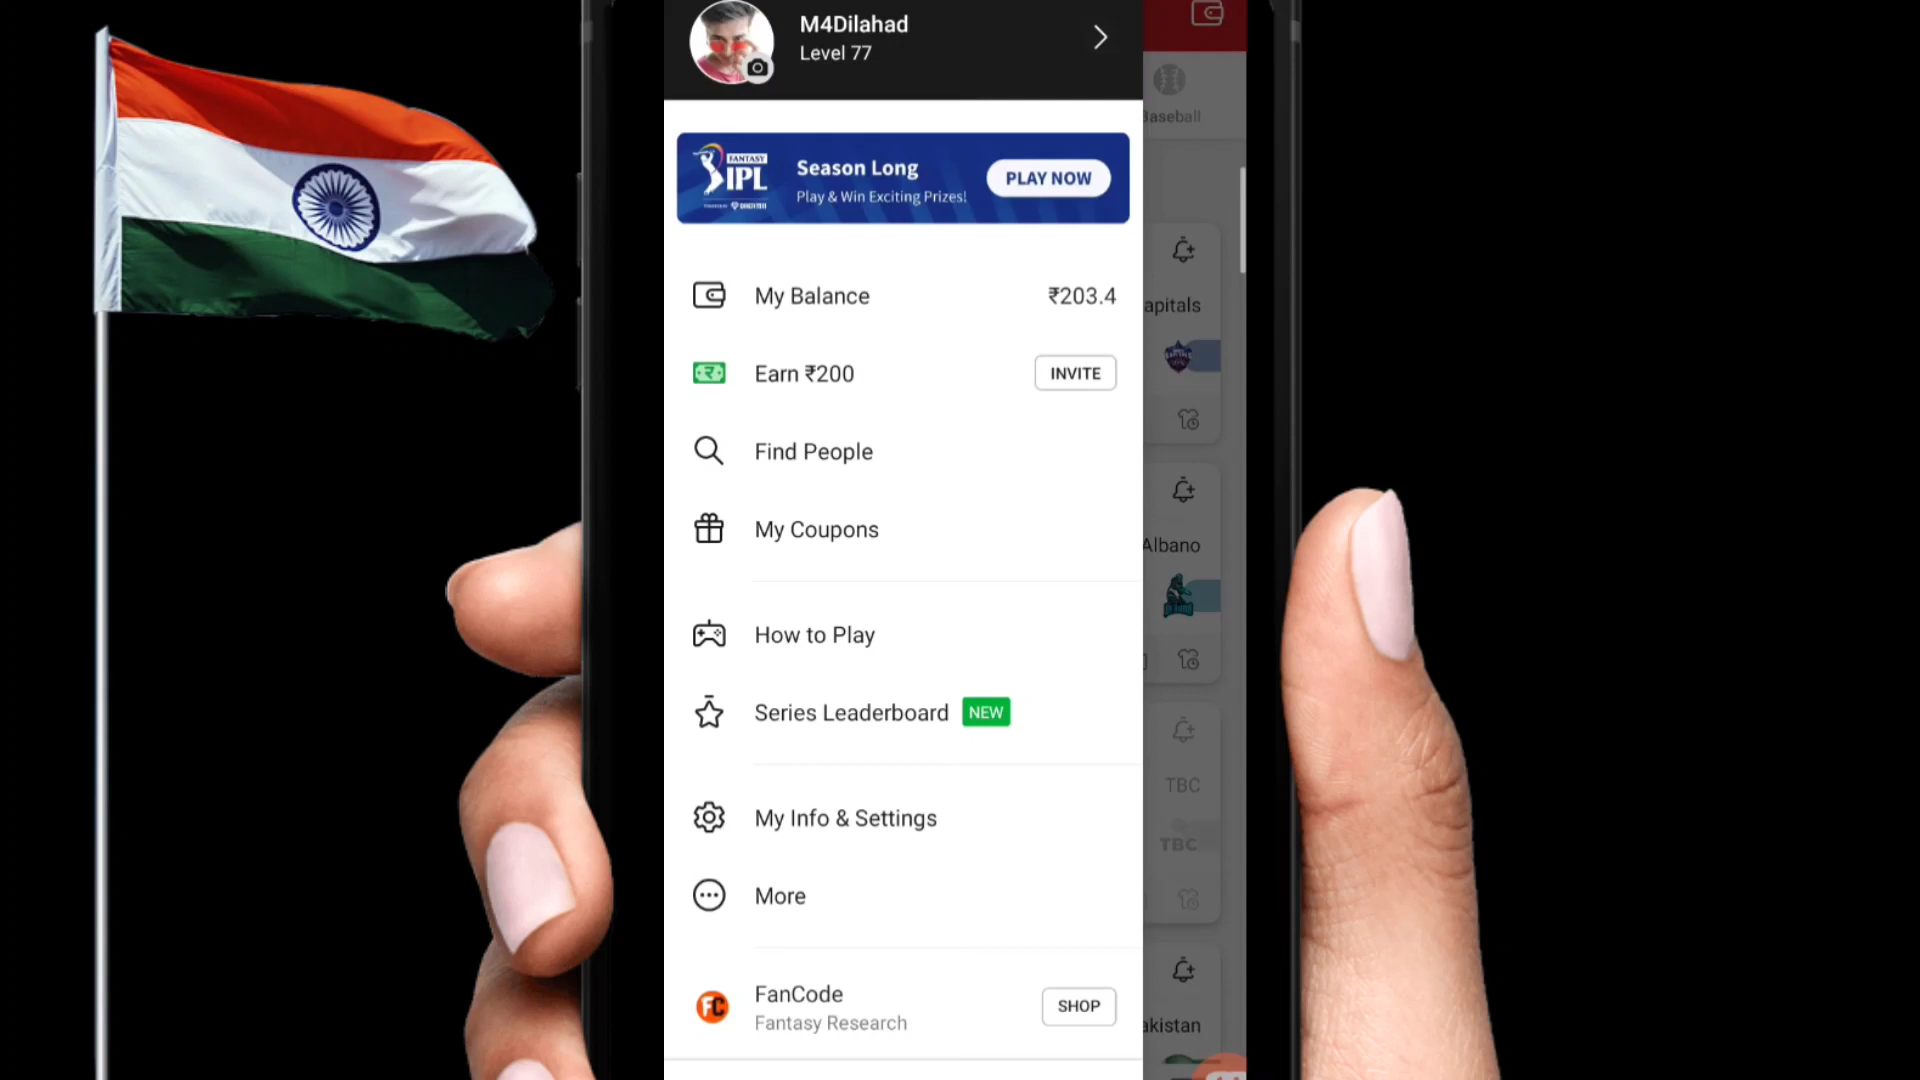 M4Dilahad
Level 77
Baseball
FANTASY
IPL
Season Long
Play & Win Exciting Prizes!
PLAY NOW
My Balance
₹203.4
apitals
Earn ₹200
INVITE
Find People
My Coupons
Albano
How to Play
Series Leaderboard
NEW
TBC
My Info & Settings
TBC
More
FanCode
Fantasy Research
SHOP
akistan